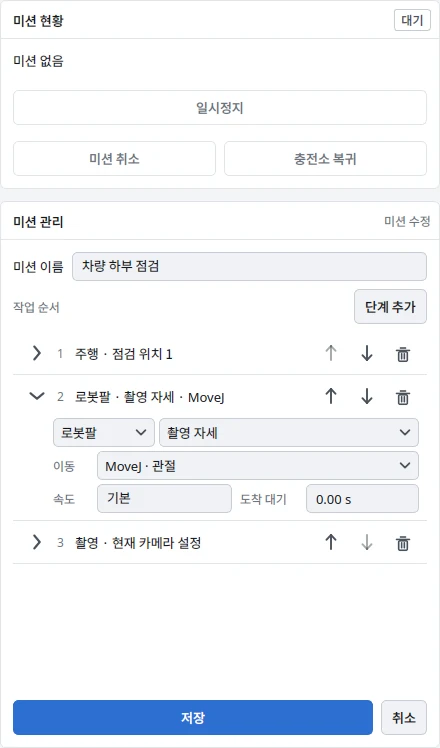 미션 현황 대기
미션 없음
일시정지
미션 취소 충전소 복귀
미션 관리 미션 수정
미션 이름 차량 하부 점검
작업 순서 단계 추가
1 주행 · 점검 위치 1
2 로봇팔 · 촬영 자세 · MoveJ
로봇팔 촬영 자세
이동 MoveJ · 관절
속도 기본 도착 대기 0.00 s
3 촬영 · 현재 카메라 설정
저장 취소